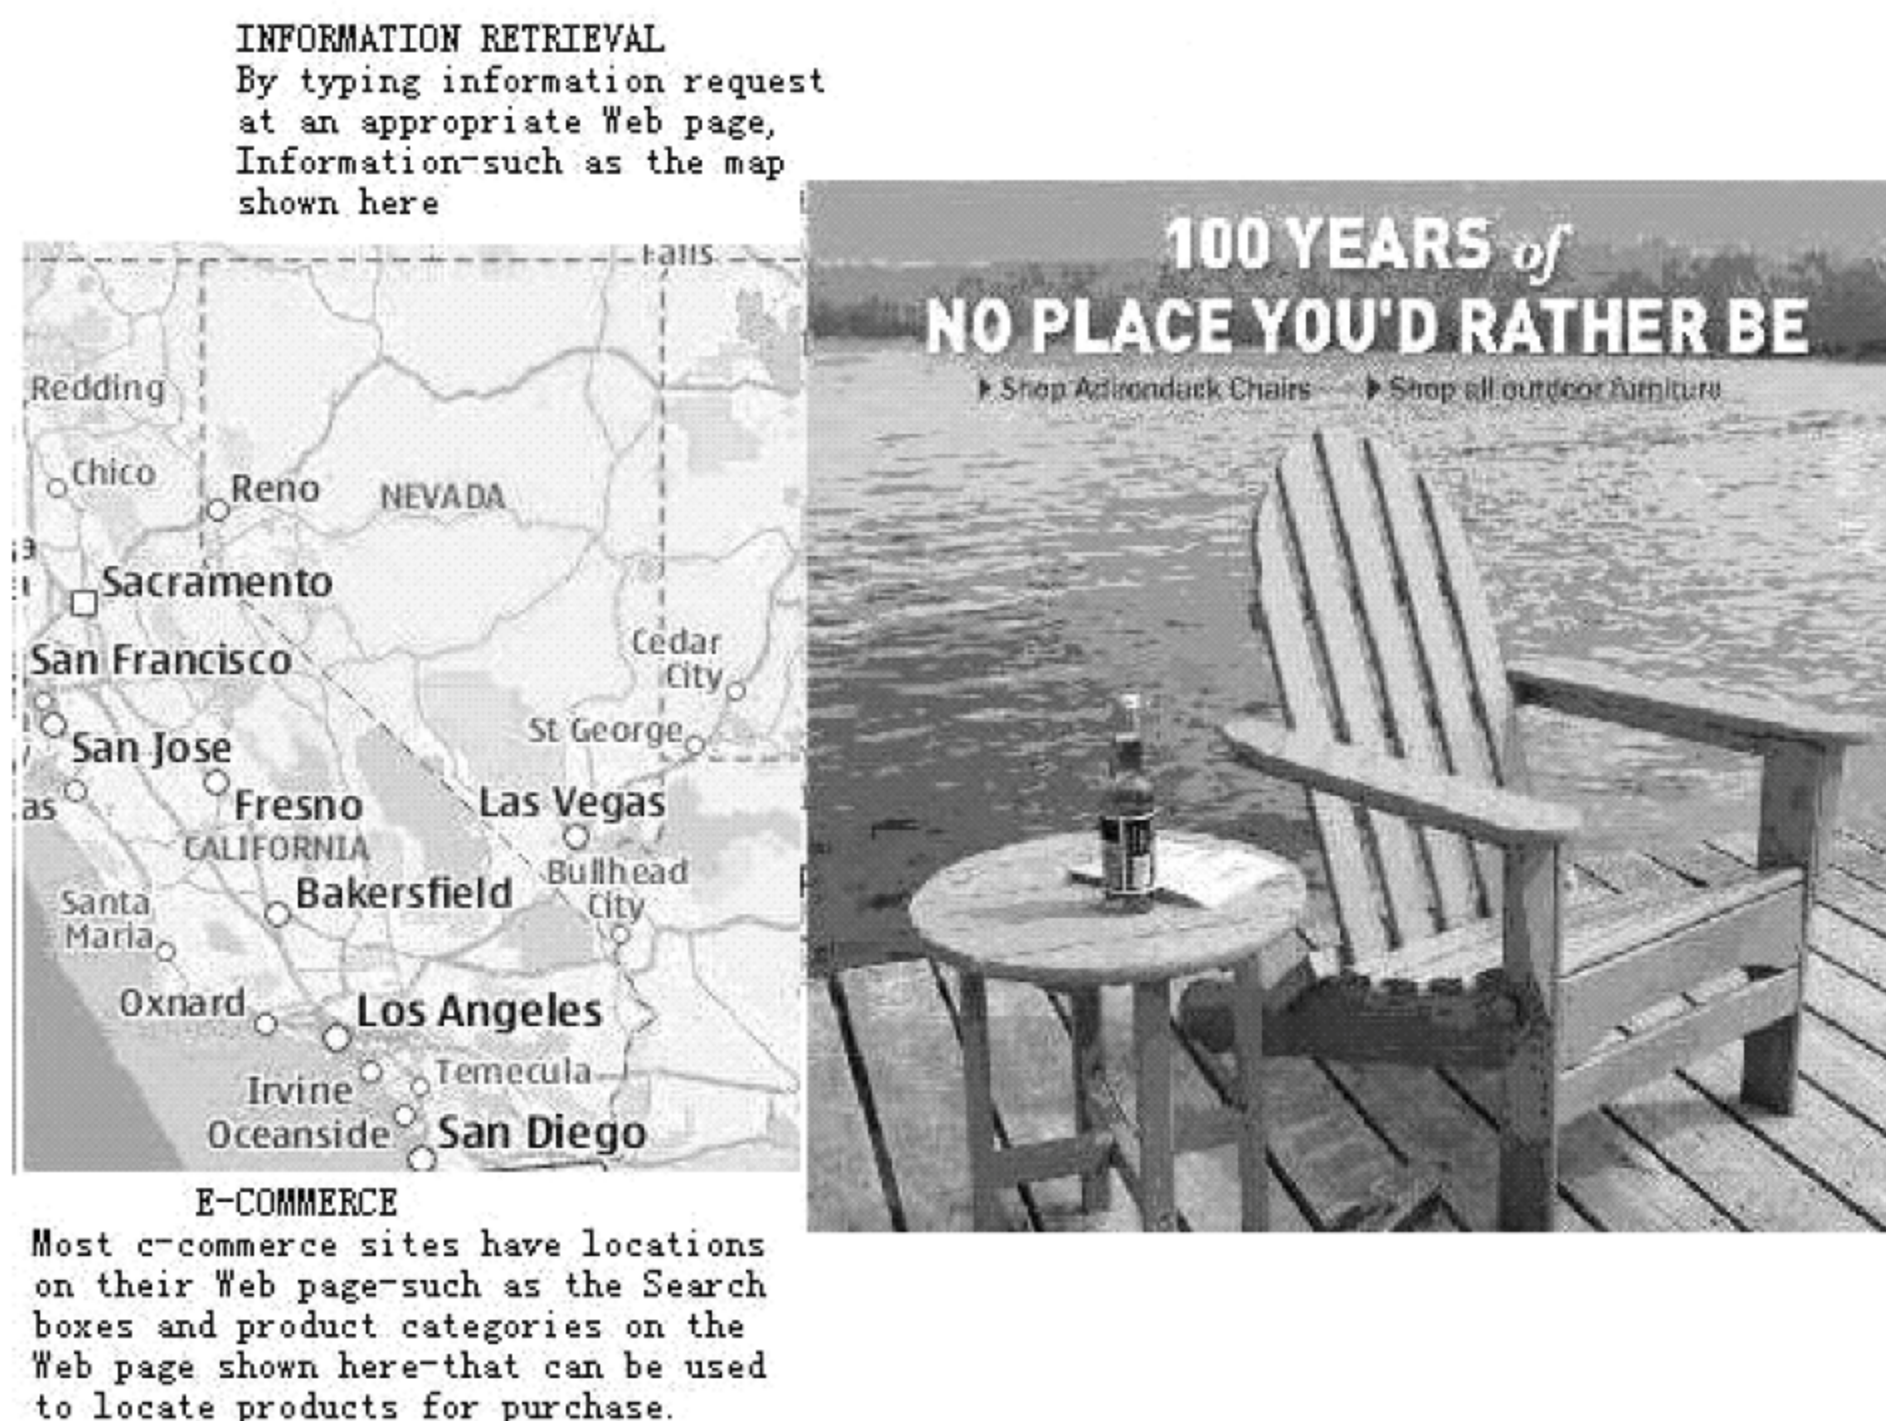 INFORMATION RETRIEVAL
By typing information request
at an appropriate Web page,
Information-such as the map
shown here
Falls
Redding
Chico
Reno
NEVADA
Sacramento
San Francisco
Cedar
City
St George
San Jose
as
Fresno
Las Vegas
CALIFORNIA
Bullhead
City
Bakersfield
Santa
Maria
Oxnard
Los Angeles
Irvine
Temecula
Oceanside
San Diego
100 YEARS of
NO PLACE YOU'D RATHER BE
Shop Adirondack Chairs Shop all outdoor furniture
E-COMMERCE
Most c-commerce sites have locations
on their Web page-such as the Search
boxes and product categories on the
Web page shown here-that can be used
to locate products for purchase.